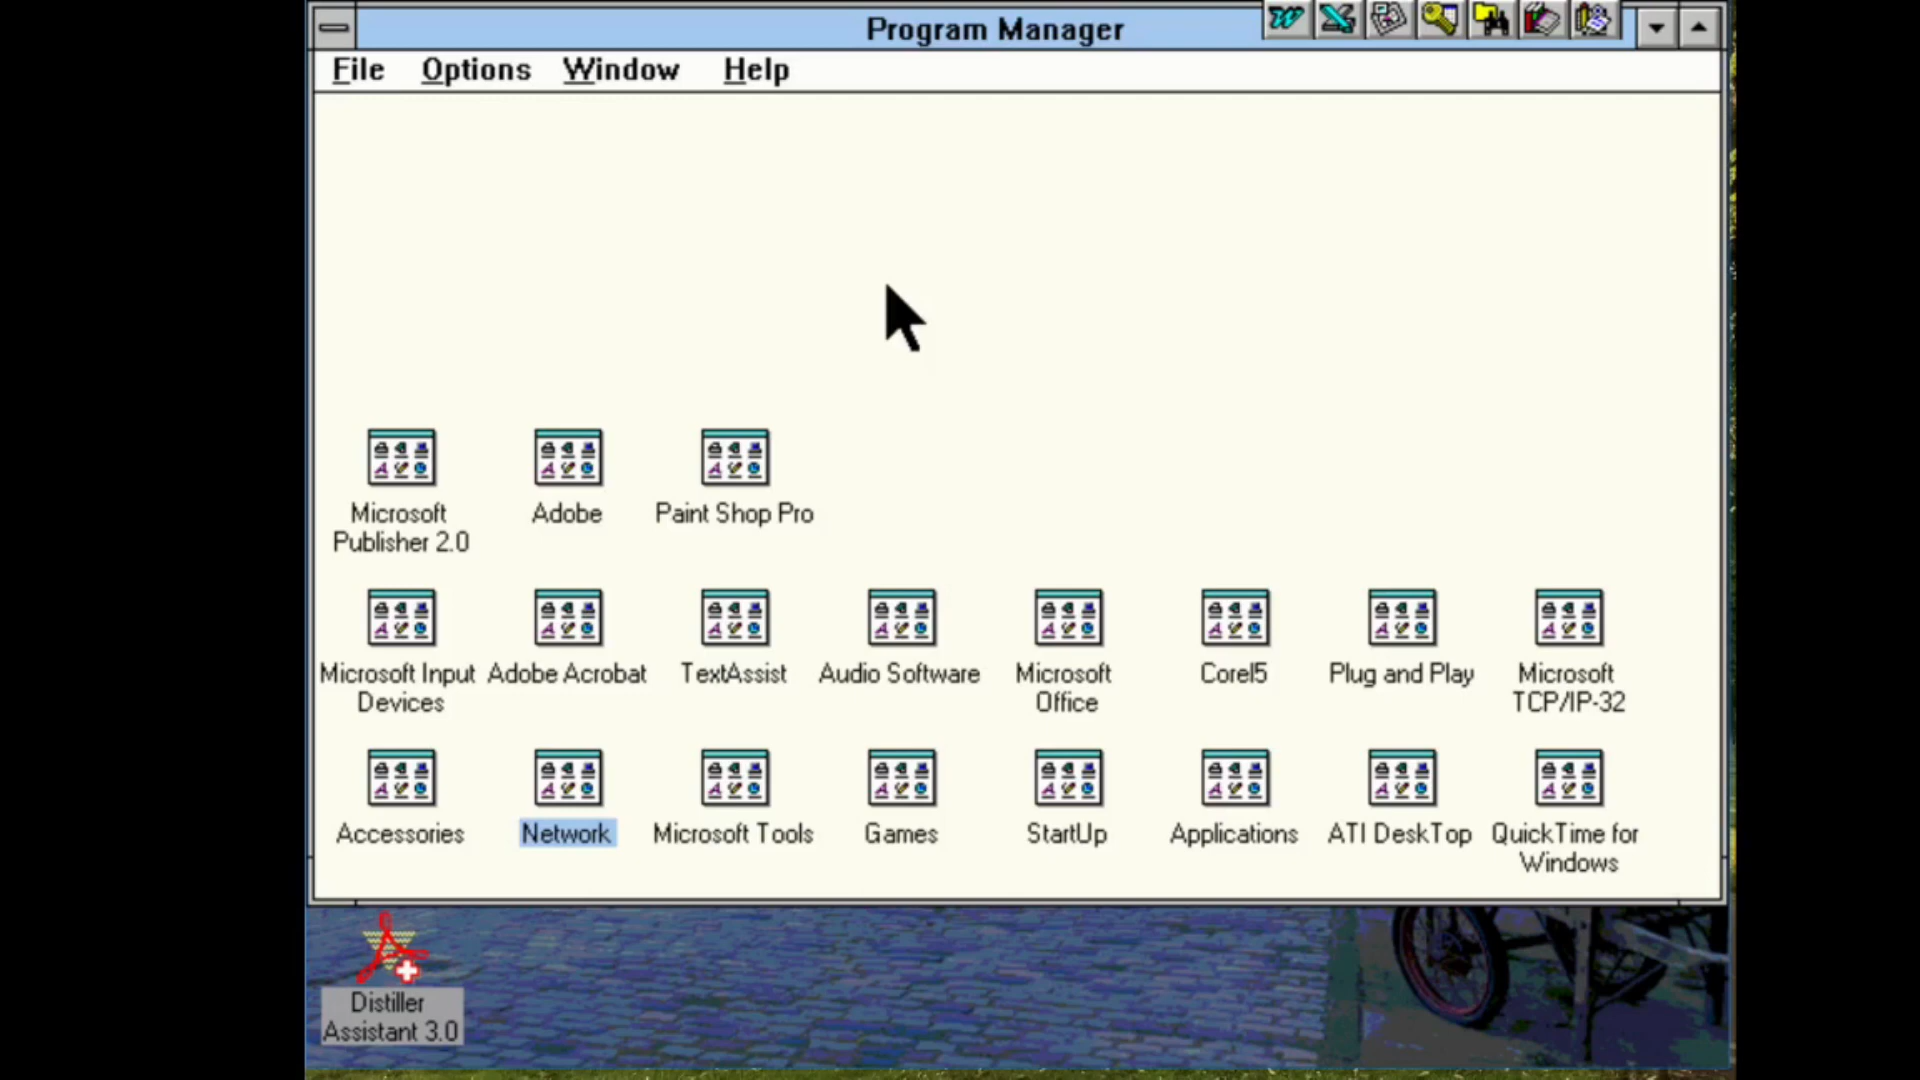 Program Manager
File Options Window Help
Microsoft
Publisher 2.0
Adobe
Paint Shop Pro
Microsoft Input
Devices
Adobe Acrobat
TextAssist
Audio Software
Microsoft
Office
Corel5
Plug and Play
Microsoft
TCP/IP-32
Accessories
Network
Microsoft Tools
Games
StartUp
Applications
ATI DeskTop
QuickTime for
Windows
Distiller
Assistant 3.0